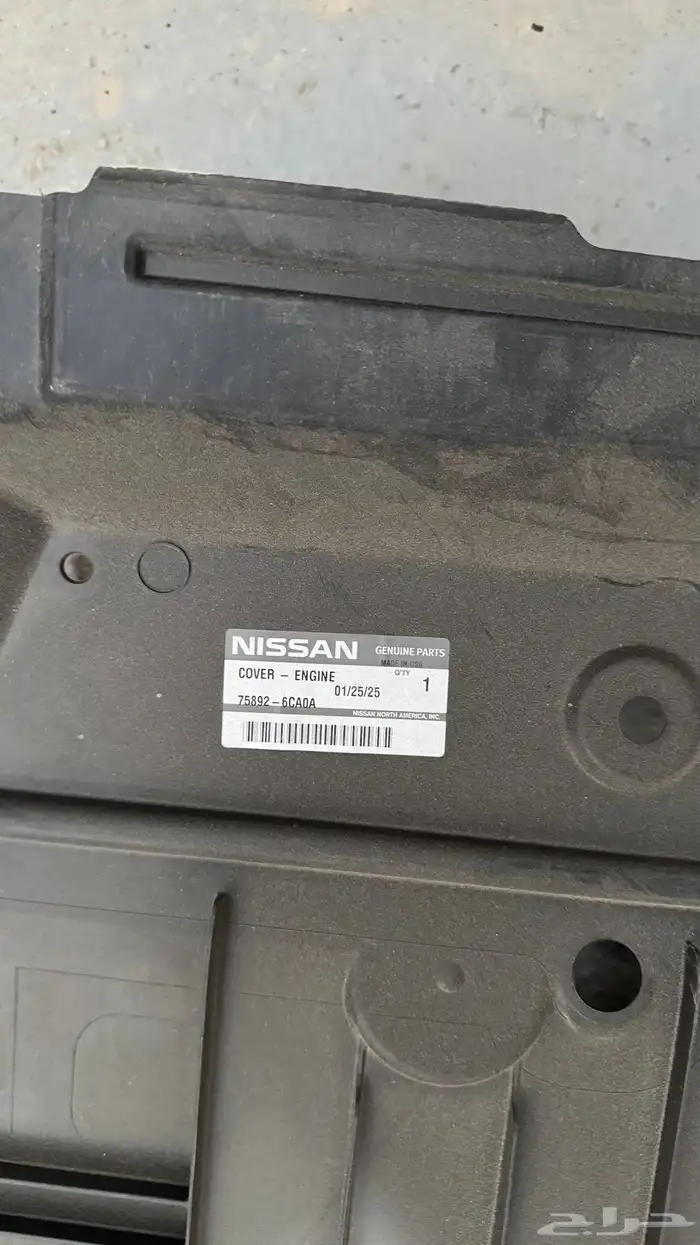 NISSAN GENUINE PARTS
MADE IN USA
COVER - ENGINE Q'TY 1
01/25/25
75892-6CA0A
NISSAN NORTH AMERICA, INC.
حراج